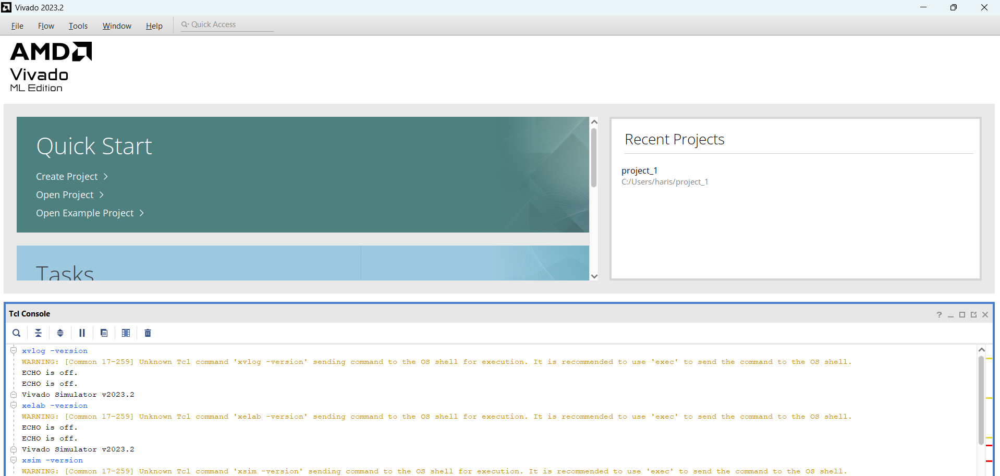 Vivado 2023.2
File Flow Tools Window Help Quick Access
AMD
Vivado
ML Edition
Quick Start
Create Project >
Open Project >
Open Example Project >
Tasks
Recent Projects
project_1
C:/Users/haris/project_1
Tcl Console
xvlog -version
WARNING: [Common 17-259] Unknown Tcl command 'xvlog -version' sending command to the OS shell for execution. It is recommended to use 'exec' to send the command to the OS shell.
ECHO is off.
ECHO is off.
Vivado Simulator v2023.2
xelab -version
WARNING: [Common 17-259] Unknown Tcl command 'xelab -version' sending command to the OS shell for execution. It is recommended to use 'exec' to send the command to the OS shell.
ECHO is off.
ECHO is off.
Vivado Simulator v2023.2
xsim -version
WARNING: [Common 17-259] Unknown Tcl command 'xsim -version' sending command to the OS shell for execution. It is recommended to use 'exec' to send the command to the OS shell.